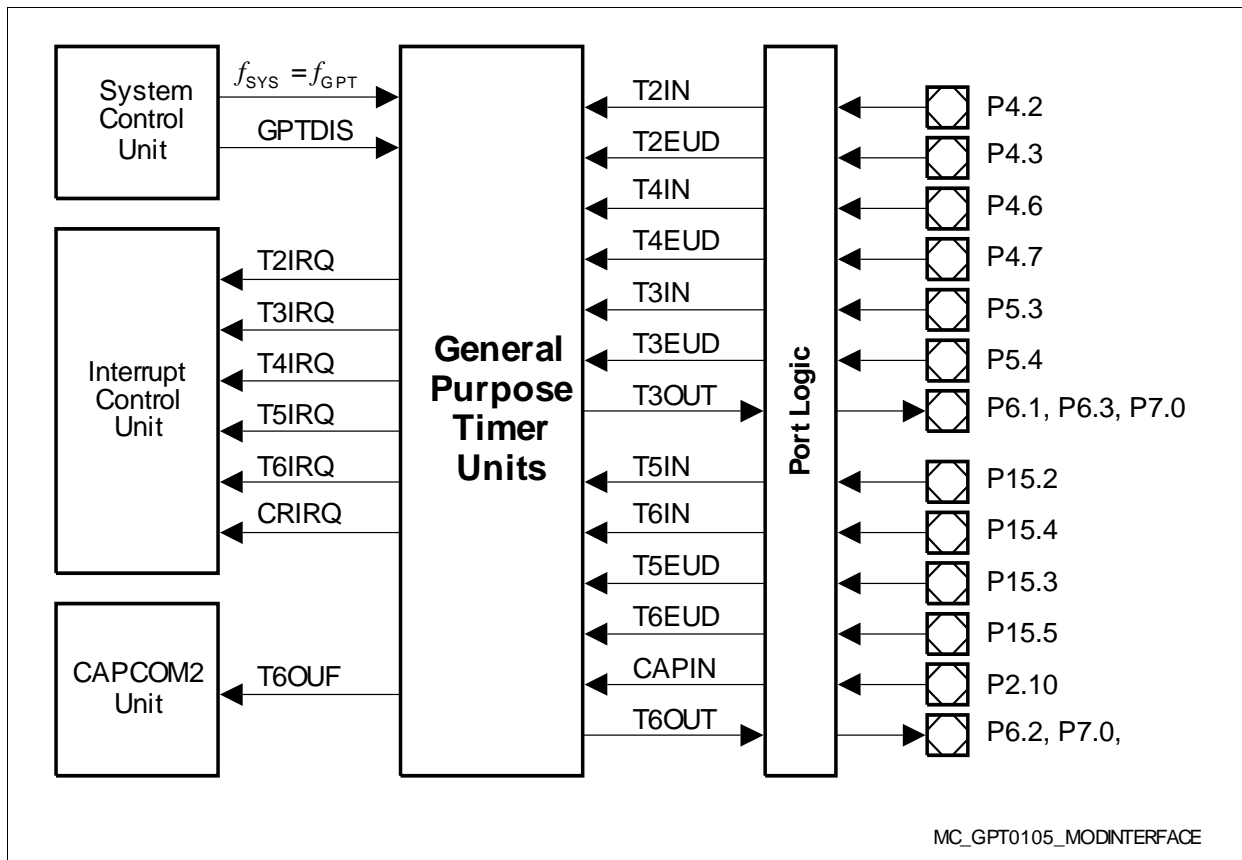 System
Control
Unit
fSYS = fGPT
GPTDIS
Interrupt
Control
Unit
T2IRQ
T3IRQ
T4IRQ
T5IRQ
T6IRQ
CRIRQ
CAPCOM2
Unit
T6OUF
General
Purpose
Timer
Units
T2IN
T2EUD
T4IN
T4EUD
T3IN
T3EUD
T3OUT
T5IN
T6IN
T5EUD
T6EUD
CAPIN
T6OUT
Port Logic
P4.2
P4.3
P4.6
P4.7
P5.3
P5.4
P6.1, P6.3, P7.0
P15.2
P15.4
P15.3
P15.5
P2.10
P6.2, P7.0,
MC_GPT0105_MODINTERFACE